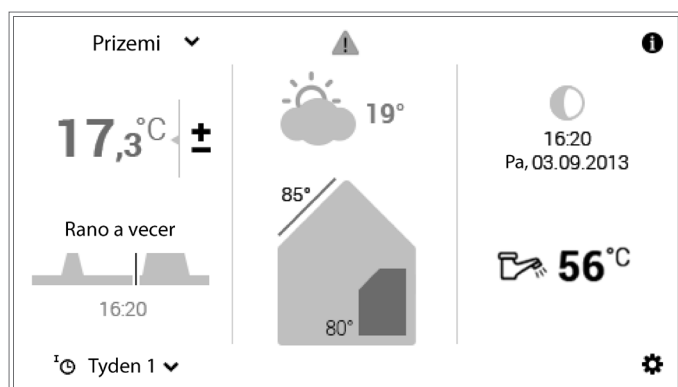 Prizemi
17,3°C
±
Rano a vecer
16:20
I Tyden 1
19°
85°
80°
16:20
Pa, 03.09.2013
56°C